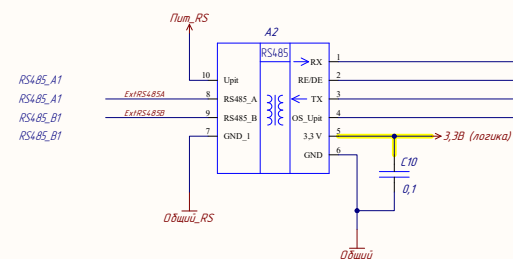 Пит_RS
A2
RS485
RX
1
10
Upit
RE/DE
2
RS485_A1
RS485_A1
ExtRS485A
8
RS485_A
TX
3
RS485_B1
ExtRS485B
9
RS485_B
OS_Upit
4
RS485_B1
7
GND_1
3,3 V
5
3,3В (логика)
GND
6
C10
0,1
Общий_RS
Общий